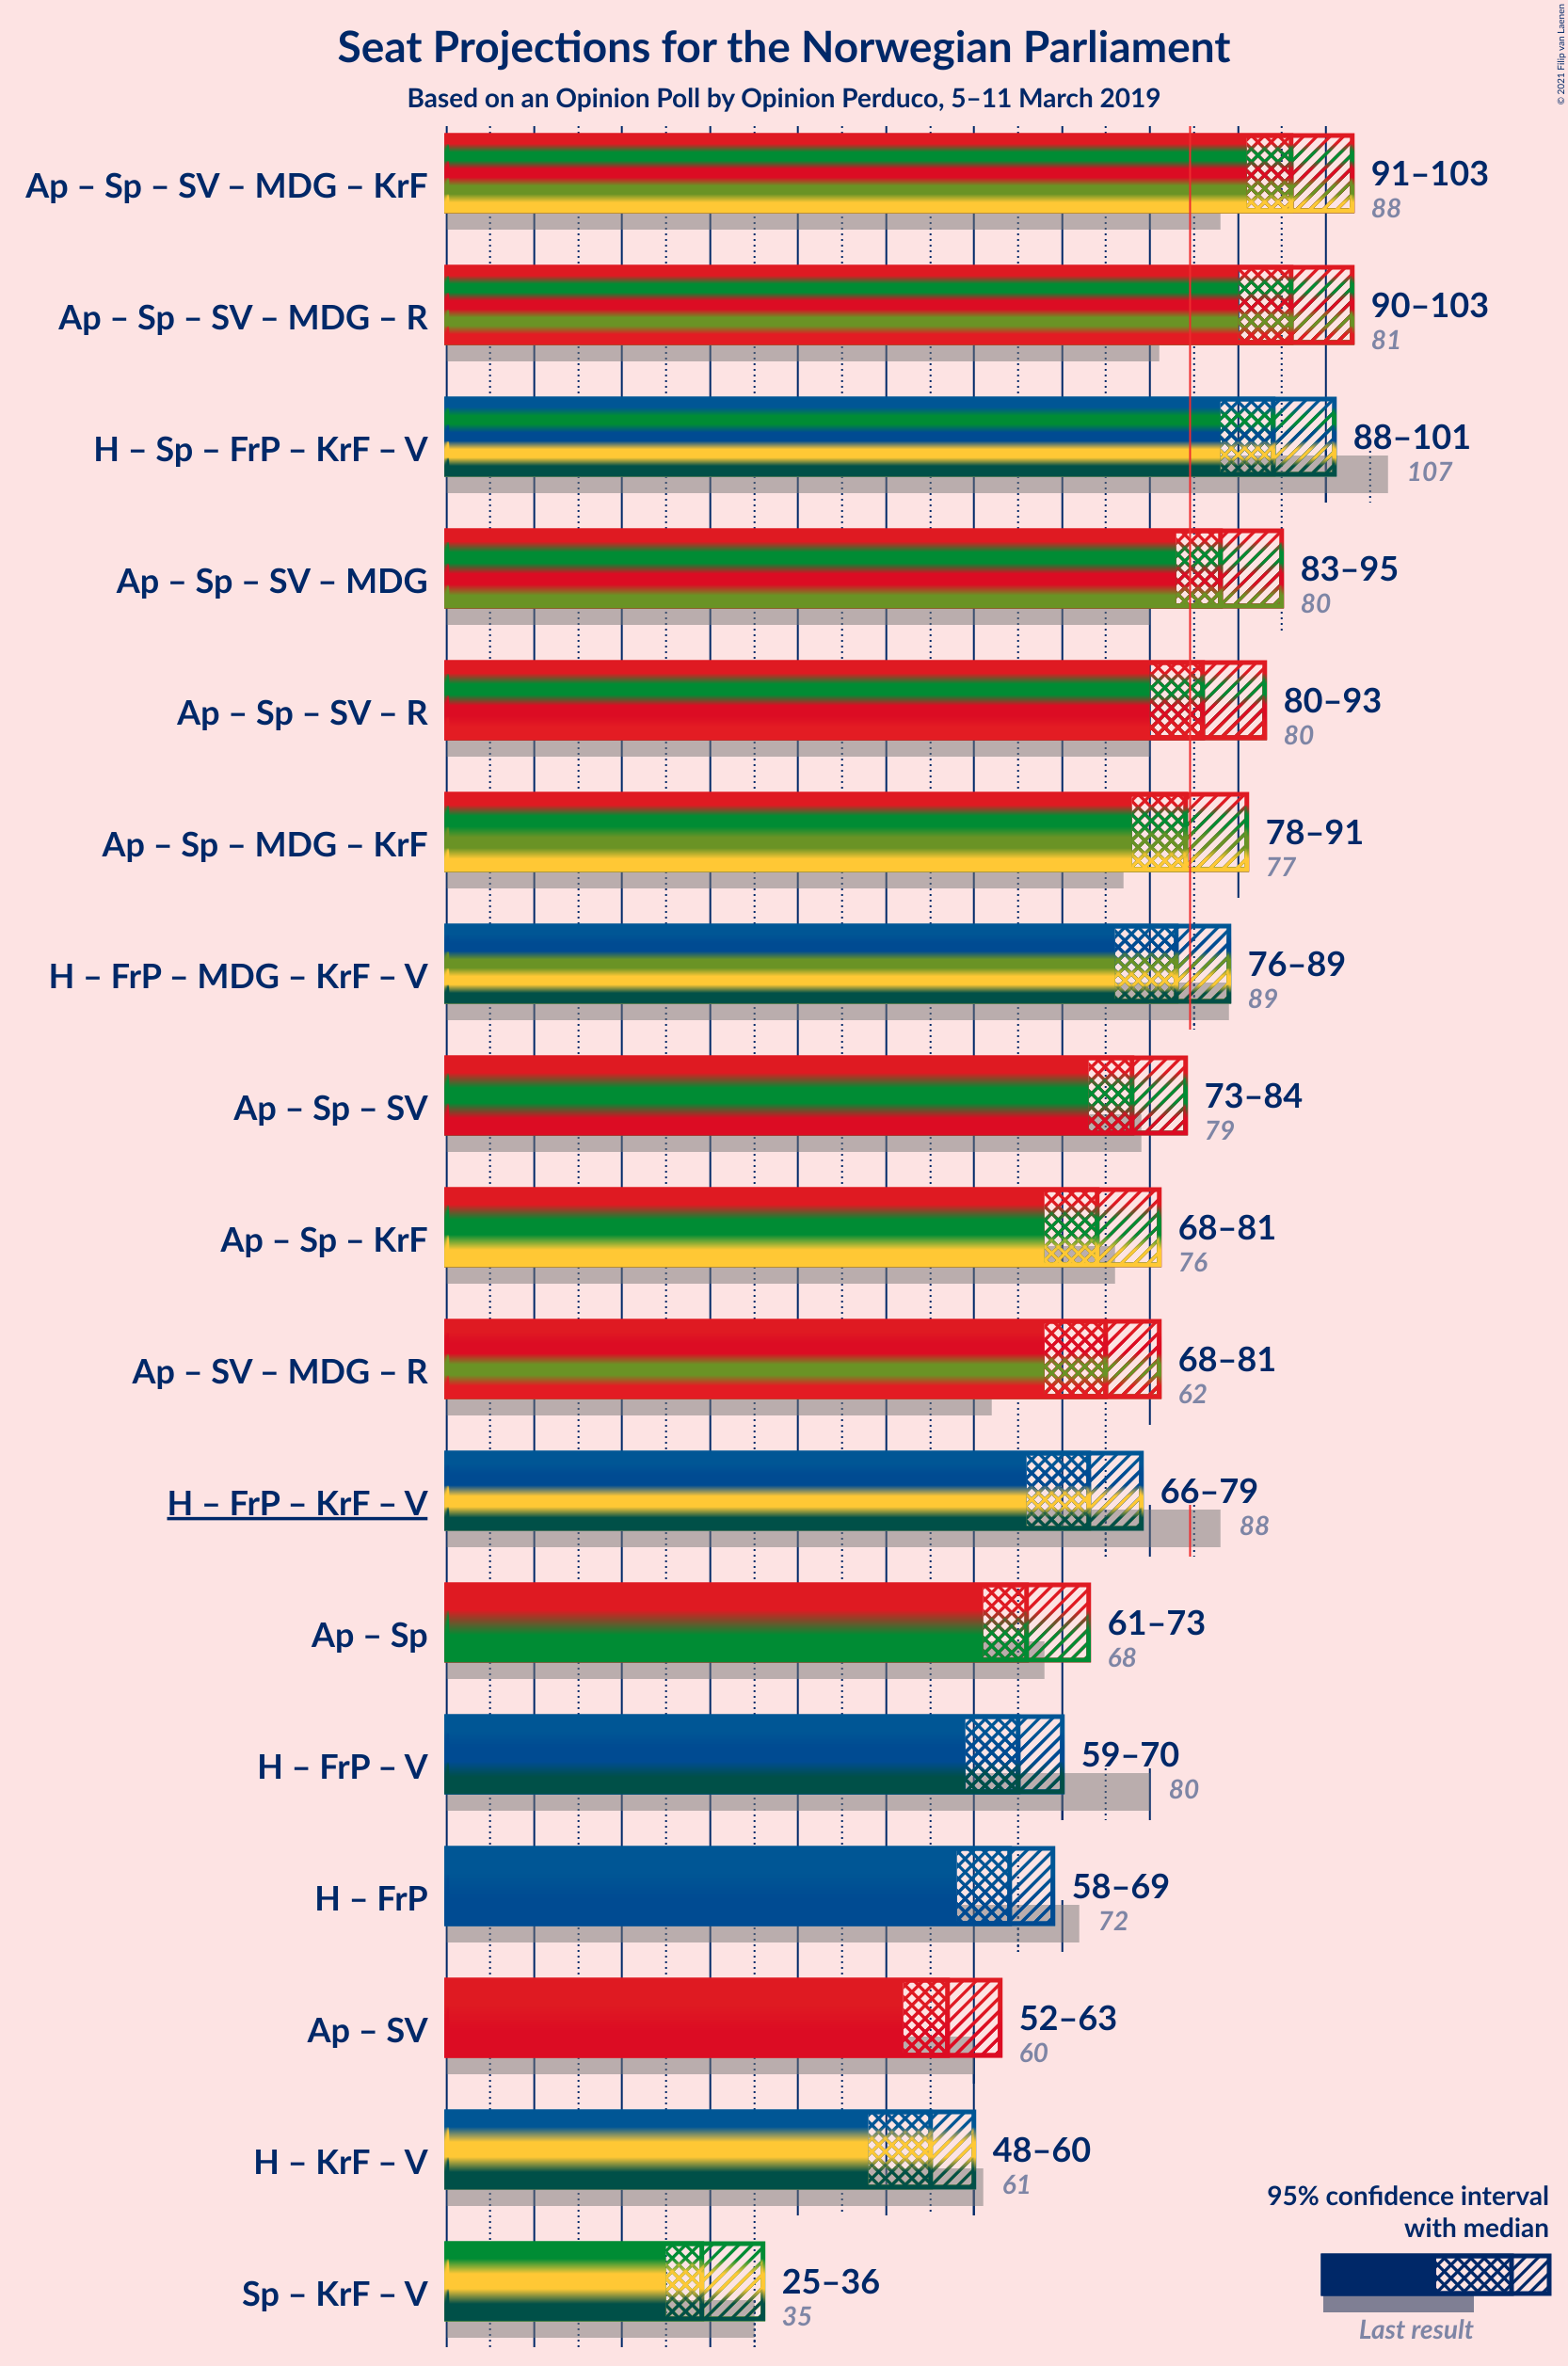 Seat Projections for the Norwegian Parliament
Based on an Opinion Poll by Opinion Perduco, 5–11 March 2019
© 2021 Filip van Laenen
Ap – Sp – SV – MDG – KrF
91–103
88
Ap – Sp – SV – MDG – R
90–103
81
H – Sp – FrP – KrF – V
88–101
107
Ap – Sp – SV – MDG
83–95
80
Ap – Sp – SV – R
80–93
80
Ap – Sp – MDG – KrF
78–91
77
H – FrP – MDG – KrF – V
76–89
89
Ap – Sp – SV
73–84
79
Ap – Sp – KrF
68–81
76
Ap – SV – MDG – R
68–81
62
H – FrP – KrF – V
66–79
88
Ap – Sp
61–73
68
H – FrP – V
59–70
80
H – FrP
58–69
72
Ap – SV
52–63
60
H – KrF – V
48–60
61
Sp – KrF – V
25–36
35
95% confidence interval
with median
Last result